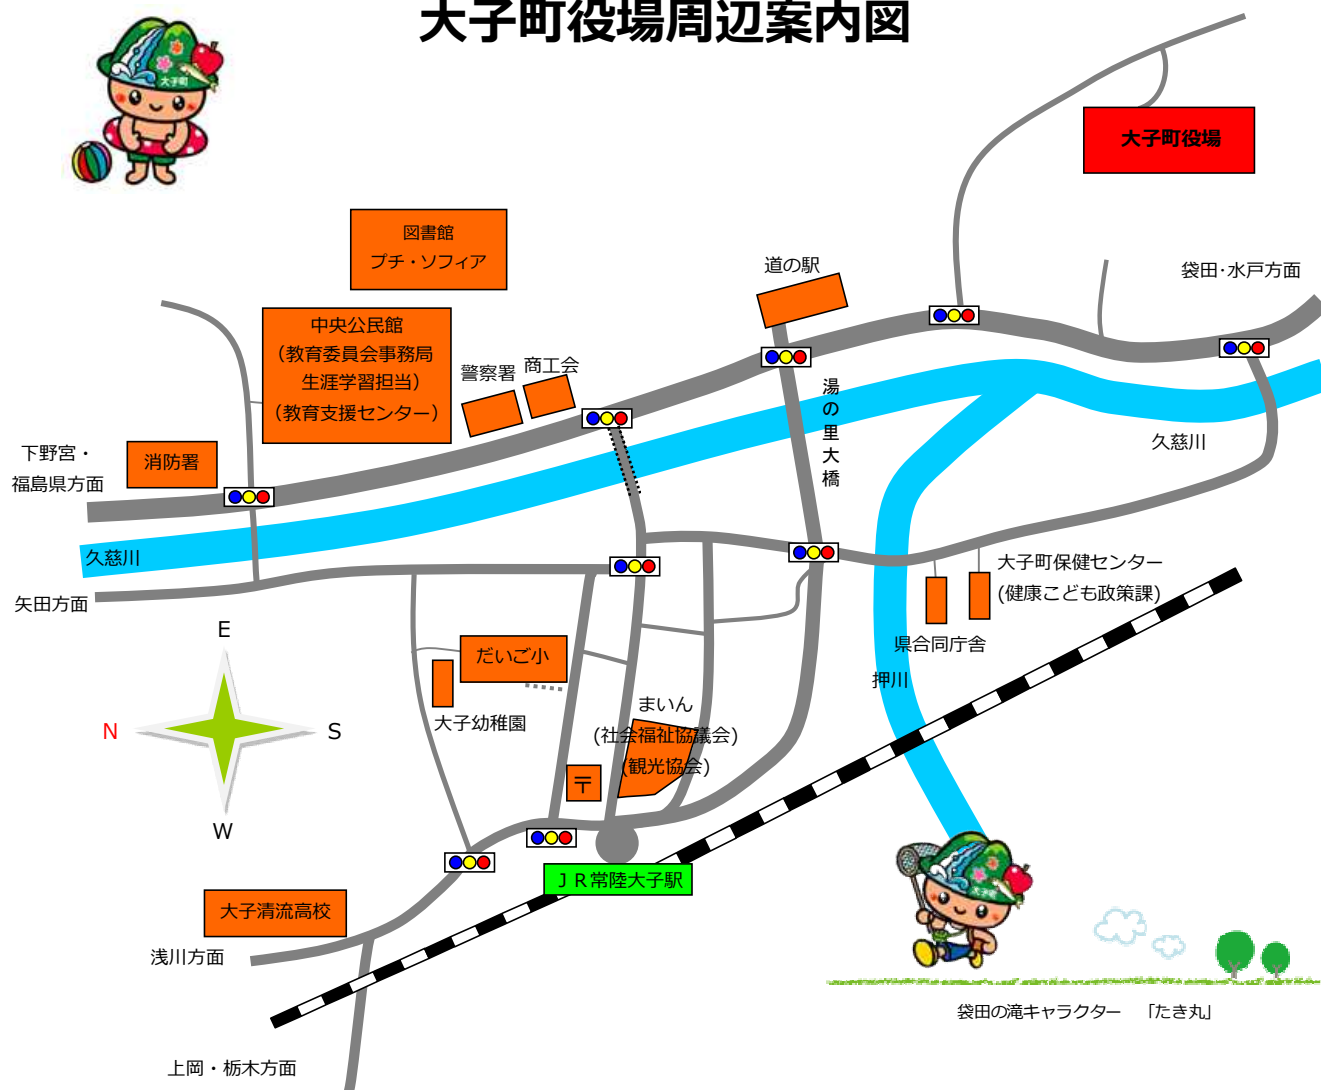 大子町役場周辺案内図
大子町
大子町役場
図書館
プチ・ソフィア
道の駅
袋田・水戸方面
中央公民館
（教育委員会事務局
生涯学習担当）
（教育支援センター）
警察署
商工会
湯の里大橋
久慈川
下野宮・
福島県方面
消防署
久慈川
矢田方面
大子町保健センター
(健康こども政策課)
県合同庁舎
押川
E
N
S
W
だいご小
大子幼稚園
まいん
(社会福祉協議会)
(観光協会)
〒
ＪＲ常陸大子駅
大子町
大子清流高校
浅川方面
袋田の滝キャラクター　「たき丸」
上岡・栃木方面